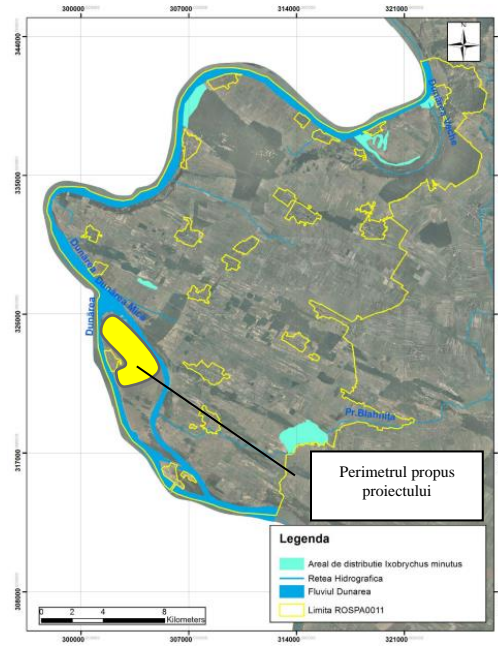 300000 307000 314000 321000
344000
335000
326000
317000
308000
N
Dunărea Veche
Dunărea
Dunărea Mica
Dunărea
Pr.Blahnița
Perimetrul propus
proiectului
Legenda
Areal de distributie Ixobrychus minutus
Retea Hidrografica
Fluviul Dunarea
Limita ROSPA0011
0 2 4 8
Kilometers
300000 307000 314000 321000